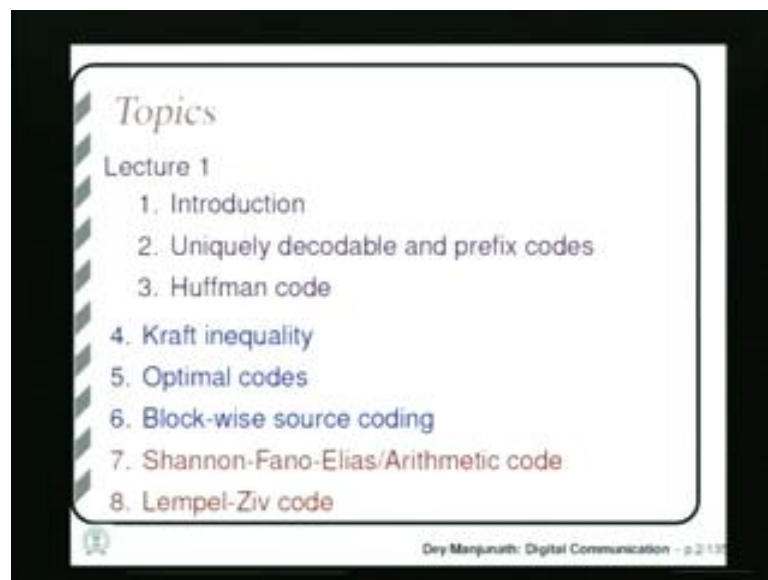 Topics
Lecture 1
1. Introduction
2. Uniquely decodable and prefix codes
3. Huffman code
4. Kraft inequality
5. Optimal codes
6. Block-wise source coding
7. Shannon-Fano-Elias/Arithmetic code
8. Lempel-Ziv code
Dey Manjunath: Digital Communication - p.2/135